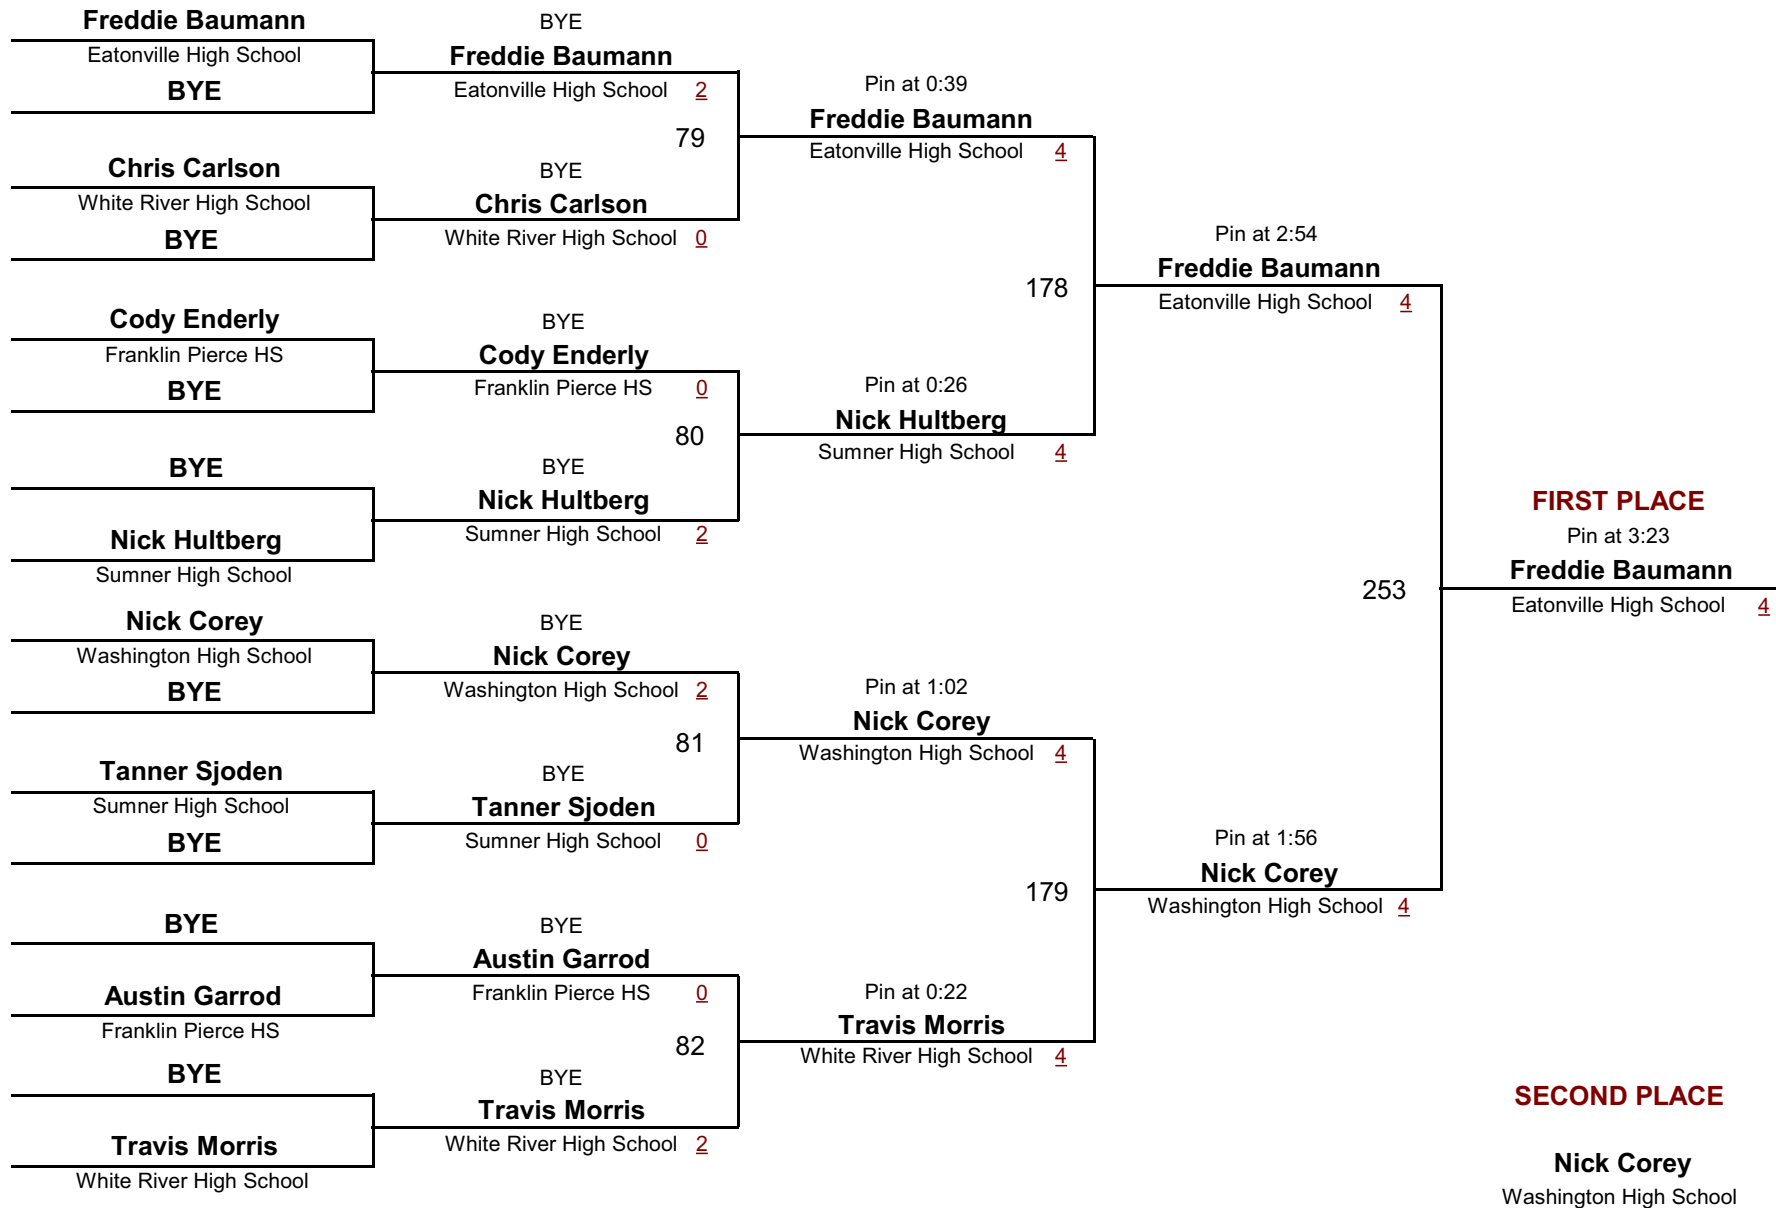 Freddie Baumann
Eatonville High School
BYE
Chris Carlson
White River High School
BYE
Cody Enderly
Franklin Pierce HS
BYE
BYE
Nick Hultberg
Sumner High School
Nick Corey
Washington High School
BYE
Tanner Sjoden
Sumner High School
BYE
BYE
Austin Garrod
Franklin Pierce HS
BYE
Travis Morris
White River High School
BYE
Freddie Baumann
Eatonville High School 2
79
BYE
Chris Carlson
White River High School 0
BYE
Cody Enderly
Franklin Pierce HS 0
80
BYE
Nick Hultberg
Sumner High School 2
BYE
Nick Corey
Washington High School 2
81
BYE
Tanner Sjoden
Sumner High School 0
BYE
Austin Garrod
Franklin Pierce HS 0
82
BYE
Travis Morris
White River High School 2
Pin at 0:39
Freddie Baumann
Eatonville High School 4
178
Pin at 0:26
Nick Hultberg
Sumner High School 4
Pin at 1:02
Nick Corey
Washington High School 4
179
Pin at 0:22
Travis Morris
White River High School 4
Pin at 2:54
Freddie Baumann
Eatonville High School 4
253
Pin at 1:56
Nick Corey
Washington High School 4
FIRST PLACE
Pin at 3:23
Freddie Baumann
Eatonville High School 4
SECOND PLACE
Nick Corey
Washington High School